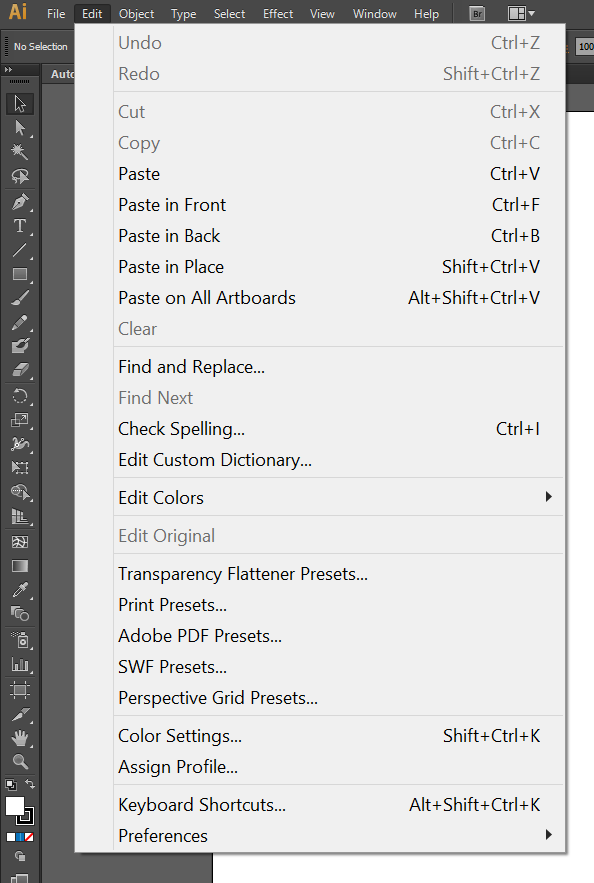 Ai File Edit Object Type Select Effect View Window Help Br
No Selection
100
Auto
Undo Ctrl+Z
Redo Shift+Ctrl+Z
Cut Ctrl+X
Copy Ctrl+C
Paste Ctrl+V
Paste in Front Ctrl+F
Paste in Back Ctrl+B
Paste in Place Shift+Ctrl+V
Paste on All Artboards Alt+Shift+Ctrl+V
Clear
Find and Replace...
Find Next
Check Spelling... Ctrl+I
Edit Custom Dictionary...
Edit Colors
Edit Original
Transparency Flattener Presets...
Print Presets...
Adobe PDF Presets...
SWF Presets...
Perspective Grid Presets...
Color Settings... Shift+Ctrl+K
Assign Profile...
Keyboard Shortcuts... Alt+Shift+Ctrl+K
Preferences